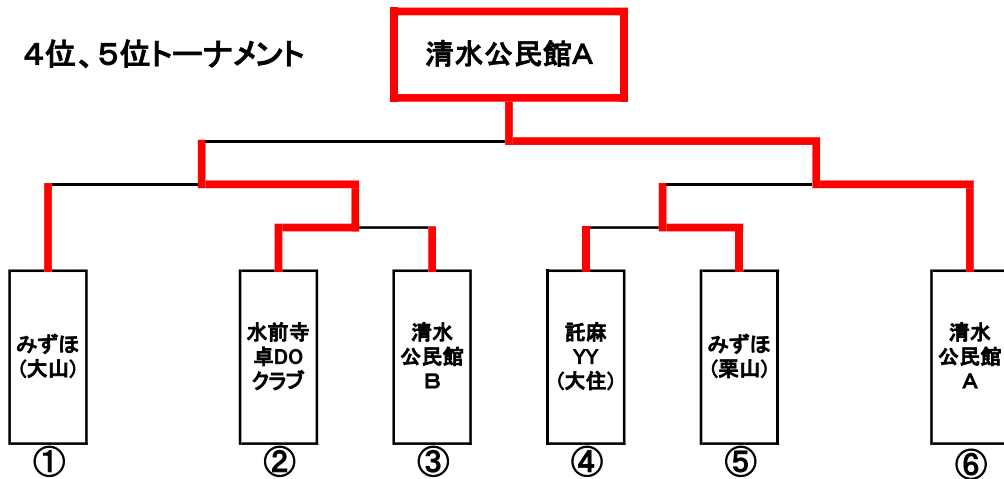 4位、5位トーナメント
清水公民館A
みずほ
(大山)
水前寺
卓DO
クラブ
清水
公民館
B
託麻
YY
(大住)
みずほ
(栗山)
清水
公民館
A
①
②
③
④
⑤
⑥